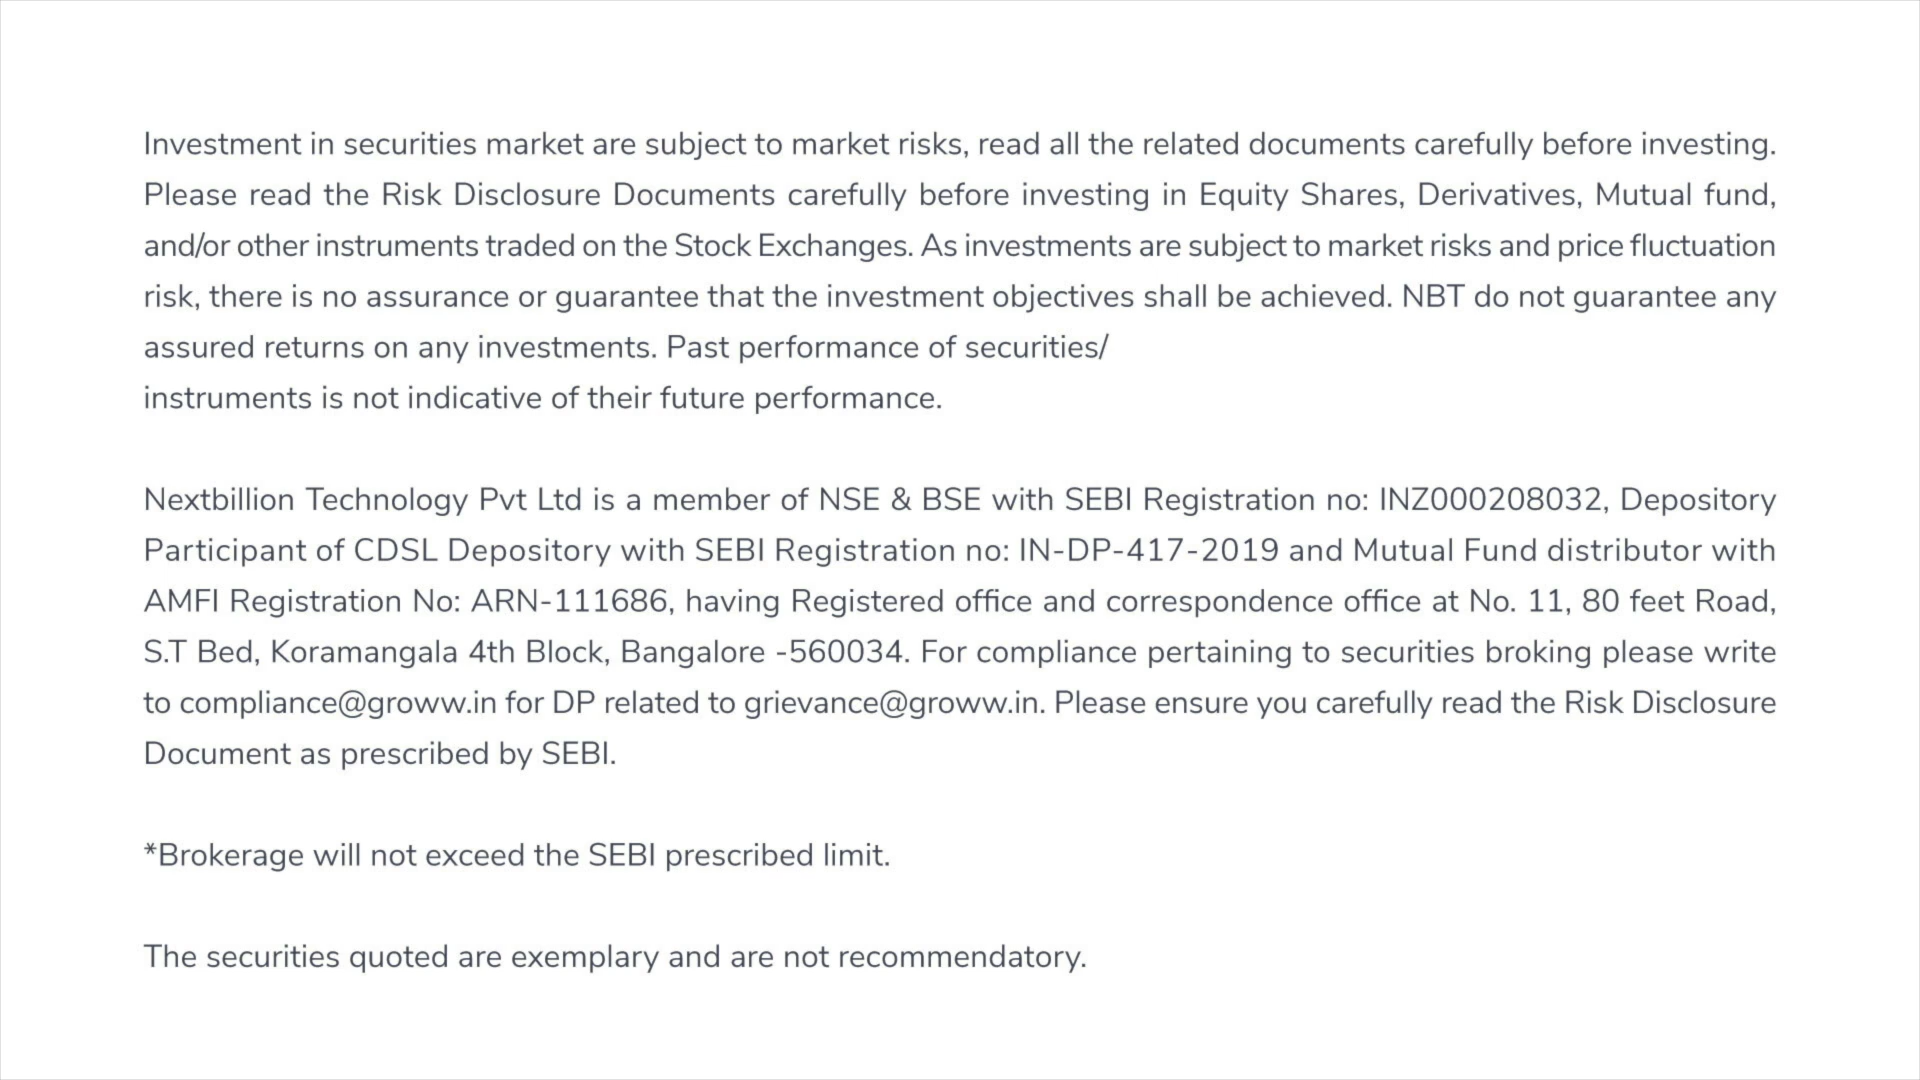 Investment in securities market are subject to market risks, read all the related documents carefully before investing.
Please read the Risk Disclosure Documents carefully before investing in Equity Shares, Derivatives, Mutual fund,
and/or other instruments traded on the Stock Exchanges. As investments are subject to market risks and price fluctuation
risk, there is no assurance or guarantee that the investment objectives shall be achieved. NBT do not guarantee any
assured returns on any investments. Past performance of securities/
instruments is not indicative of their future performance.
Nextbillion Technology Pvt Ltd is a member of NSE & BSE with SEBI Registration no: INZ000208032, Depository
Participant of CDSL Depository with SEBI Registration no: IN-DP-417-2019 and Mutual Fund distributor with
AMFI Registration No: ARN-111686, having Registered office and correspondence office at No. 11, 80 feet Road,
S.T Bed, Koramangala 4th Block, Bangalore -560034. For compliance pertaining to securities broking please write
to compliance@groww.in for DP related to grievance@groww.in. Please ensure you carefully read the Risk Disclosure
Document as prescribed by SEBI.
*Brokerage will not exceed the SEBI prescribed limit.
The securities quoted are exemplary and are not recommendatory.